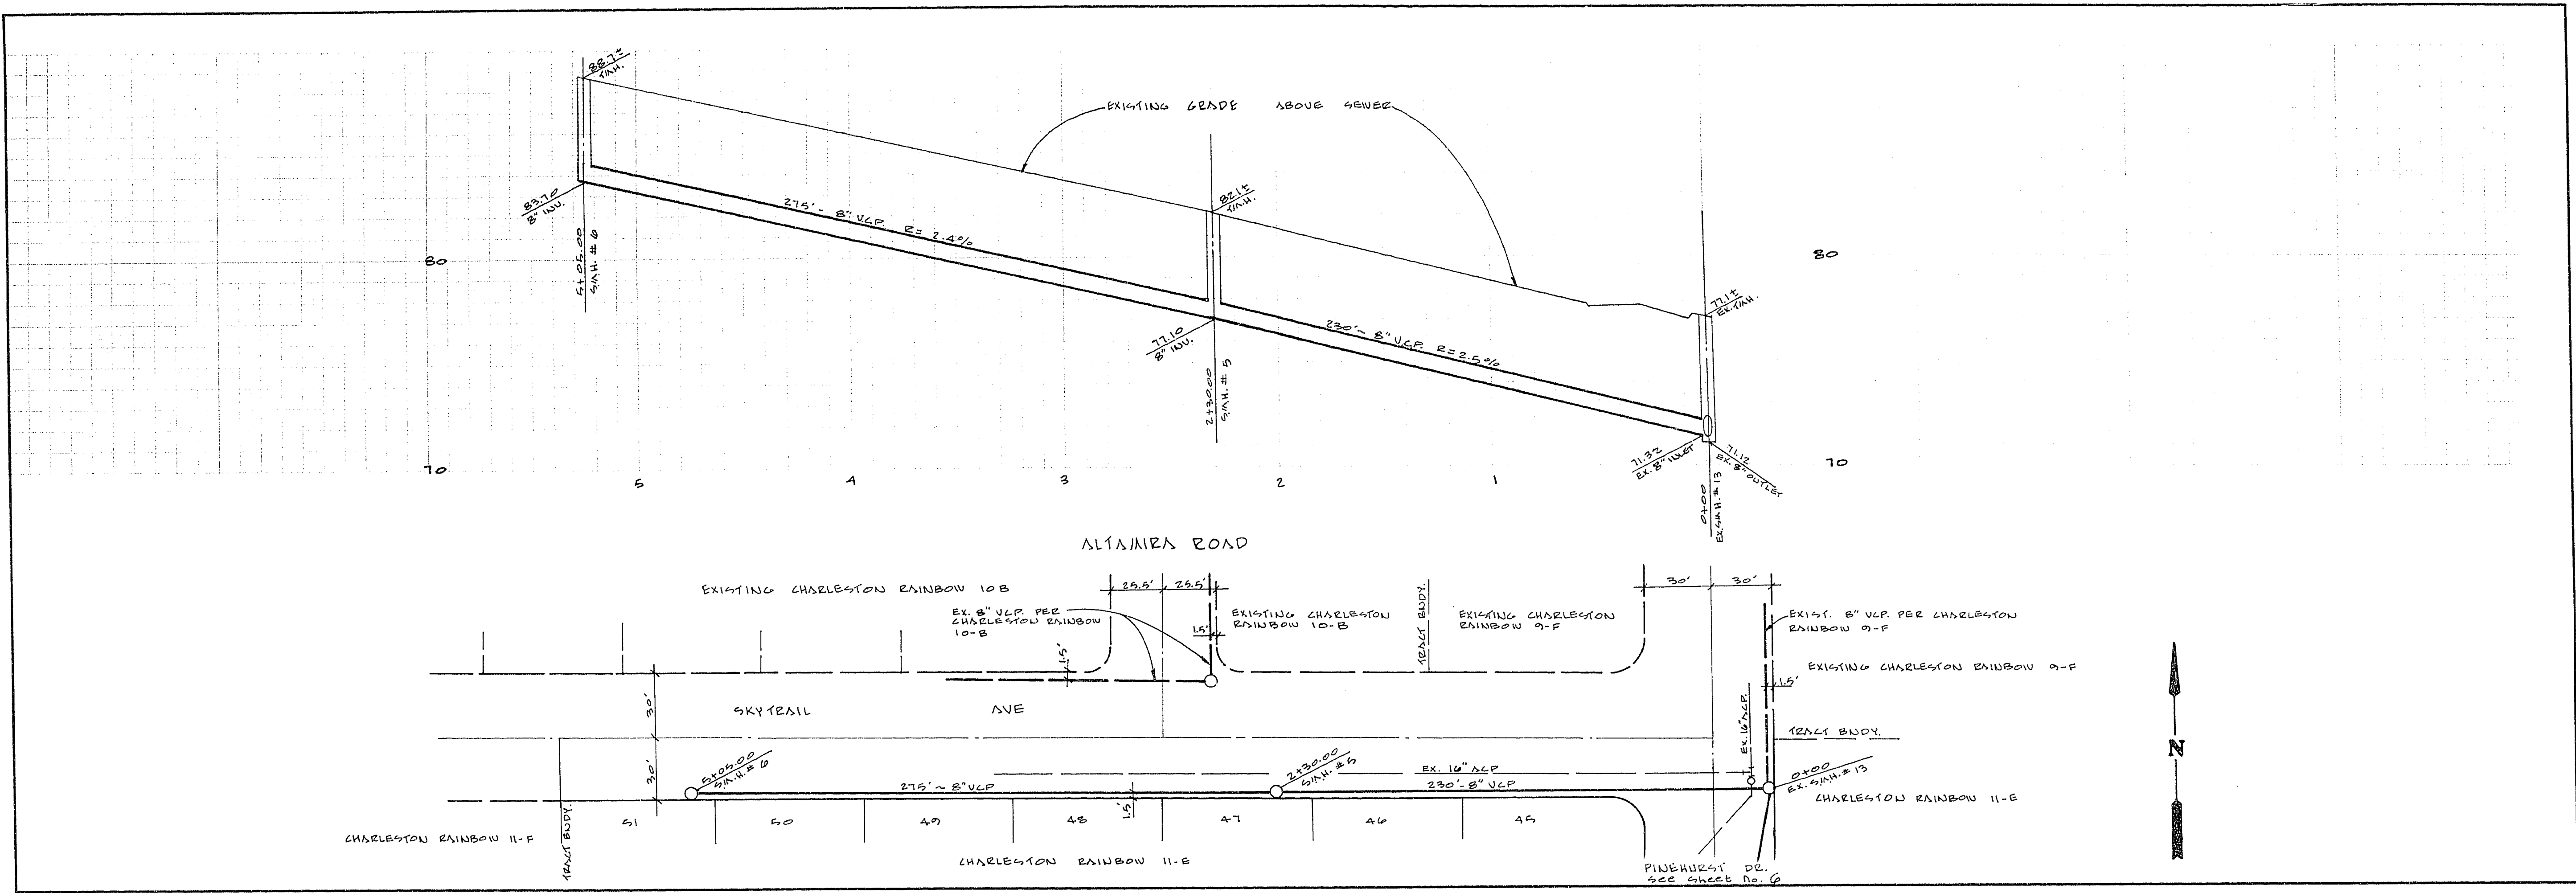 88.7±
T.M.H.
EXISTING GRADE ABOVE SEWER
83.70
8" INV.
5+05.00
S.M.H. # 6
275' ~ 8" V.C.P. R= 2.4%
82.1±
T.M.H.
80
80
77.10
8" INV.
2+30.00
S.M.H. # 5
230' ~ 8" V.C.P. R=2.5%
77.1±
EX. T.M.H.
71.32
EX. 8" INLET
71.12
EX. 8" OUTLET
0+00
EX. S.M.H. # 13
70
70
5
4
3
2
1
ALTAMIRA ROAD
EXISTING CHARLESTON RAINBOW 10B
25.5'
25.5'
30'
30'
EX. 8" V.C.P. PER
CHARLESTON RAINBOW
10-B
EXISTING CHARLESTON
RAINBOW 10-B
TRACT BNDY.
EXISTING CHARLESTON
RAINBOW 9-F
EXIST. 8" V.C.P. PER CHARLESTON
RAINBOW 9-F
1.5'
1.5'
EXISTING CHARLESTON RAINBOW 9-F
1.5'
30'
SKYTRAIL AVE
EX. 16" A.C.P.
TRACT BNDY.
N
30'
5+05.00
S.M.H. # 6
2+30.00
S.M.H. # 5
EX. 16" ACP
0+00
EX. S.M.H. # 13
275' ~ 8" VCP
230'-8" VCP
CHARLESTON RAINBOW 11-E
1.5'
51
50
49
48
47
46
45
CHARLESTON RAINBOW 11-F
TRACT BNDY.
CHARLESTON RAINBOW 11-E
PINEHURST DR.
See Sheet No. 6